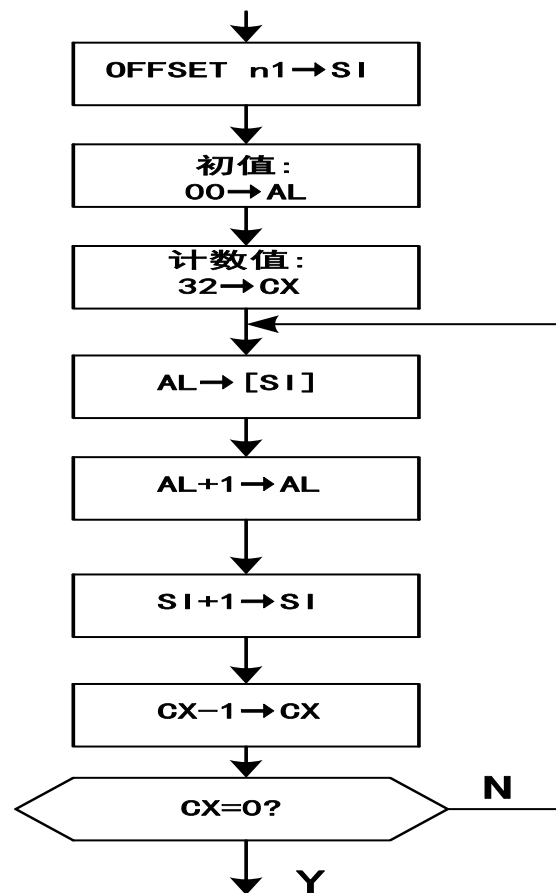 OFFSET n1→SI
初值:
00→AL
计数值:
32→CX
AL→[SI]
AL+1→AL
SI+1→SI
CX-1→CX
CX=0?
N
Y